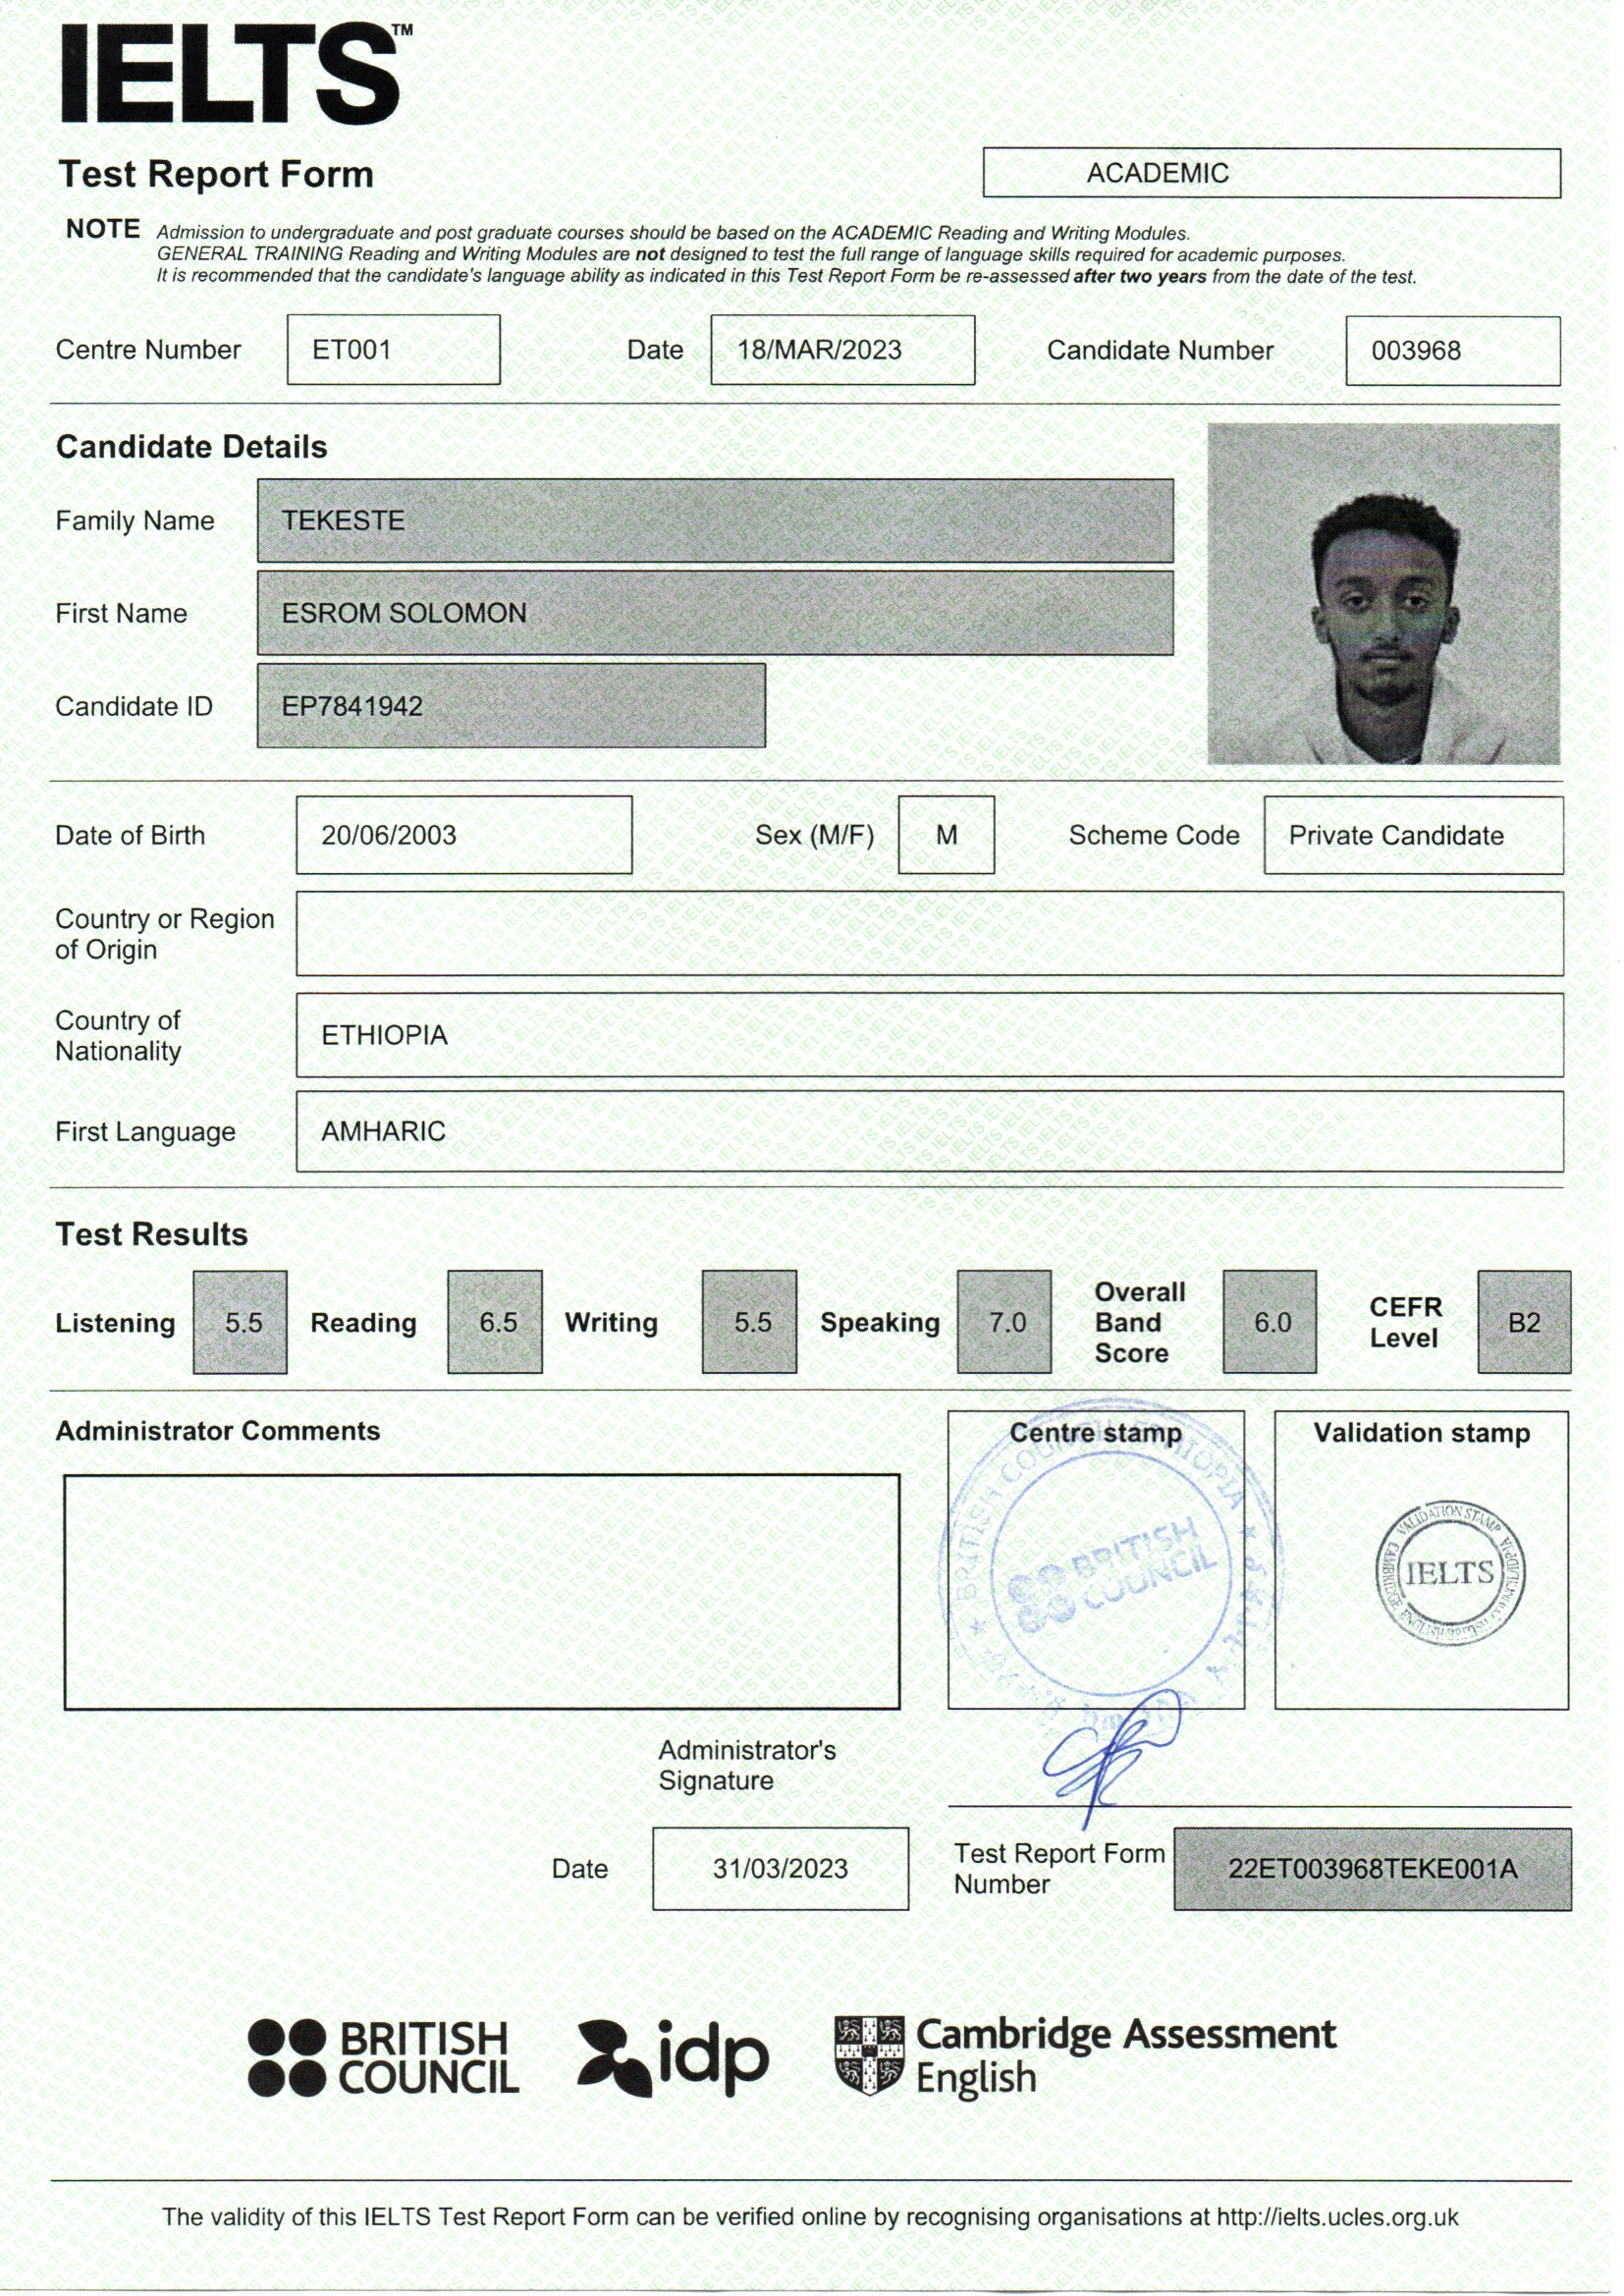 IELTS™
Test Report Form
ACADEMIC
NOTE Admission to undergraduate and post graduate courses should be based on the ACADEMIC Reading and Writing Modules.
GENERAL TRAINING Reading and Writing Modules are not designed to test the full range of language skills required for academic purposes.
It is recommended that the candidate's language ability as indicated in this Test Report Form be re-assessed after two years from the date of the test.
Centre Number ET001 Date 18/MAR/2023 Candidate Number 003968
Candidate Details
Family Name TEKESTE
First Name ESROM SOLOMON
Candidate ID EP7841942
Date of Birth 20/06/2003 Sex (M/F) M Scheme Code Private Candidate
Country or Region
of Origin
Country of
Nationality ETHIOPIA
First Language AMHARIC
Test Results
Listening 5.5 Reading 6.5 Writing 5.5 Speaking 7.0 Overall Band Score 6.0 CEFR Level B2
Administrator Comments
Centre stamp
BRITISH COUNCIL ETHIOPIA
BRITISH
COUNCIL
Validation stamp
VALIDATION STAMP
IELTS
CAMBRIDGE ENGLISH
Administrator's
Signature
Date 31/03/2023
Test Report Form
Number 22ET003968TEKE001A
BRITISH
COUNCIL
idp
Cambridge Assessment
English
The validity of this IELTS Test Report Form can be verified online by recognising organisations at http://ielts.ucles.org.uk